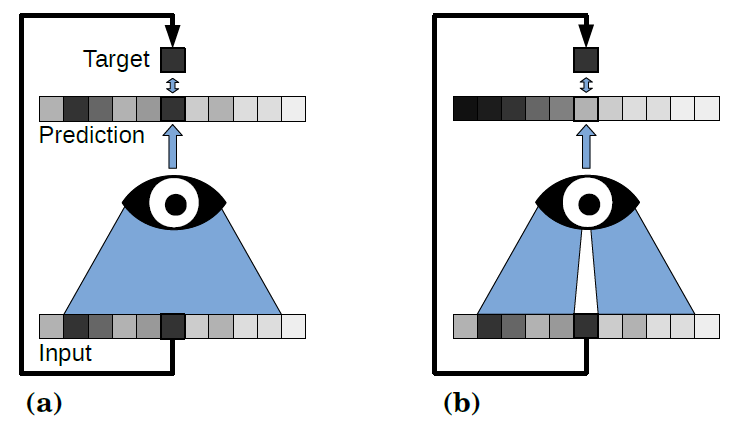 Target
Prediction
Input
(a)
(b)